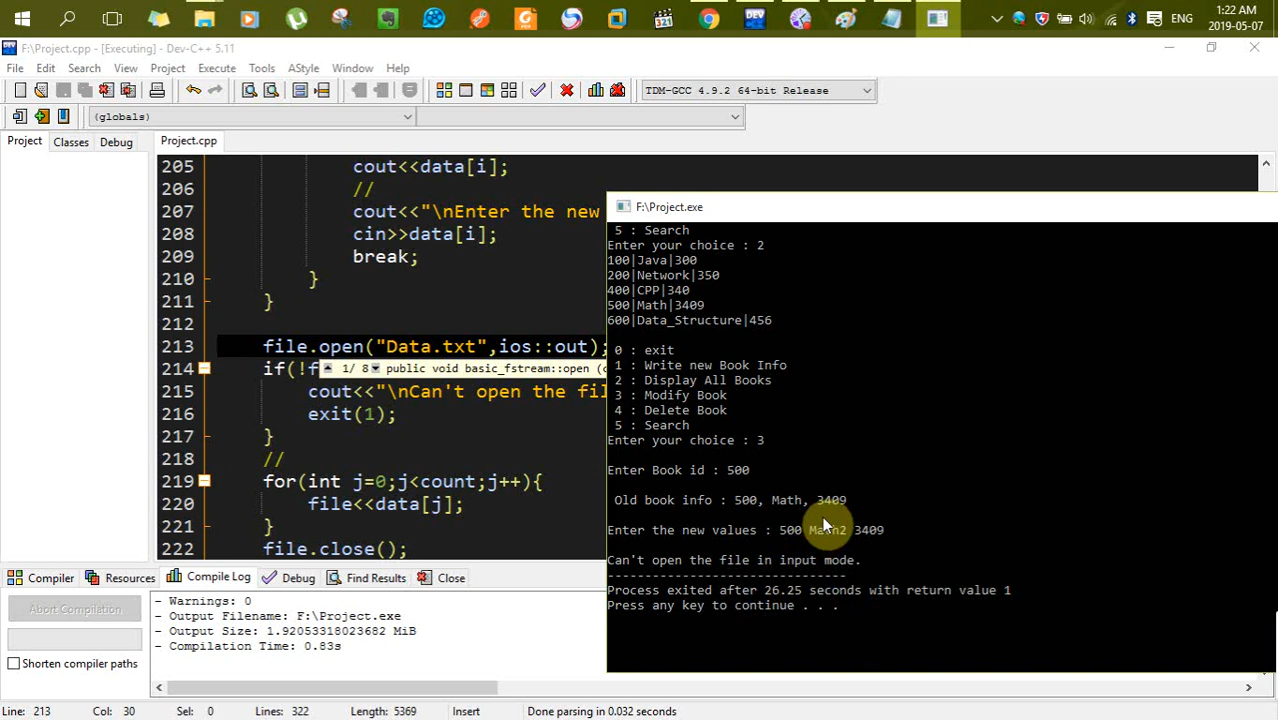 ENG
1:22 AM
2019-05-07
F:\Project.cpp - [Executing] - Dev-C++ 5.11
File Edit Search View Project Execute Tools AStyle Window Help
TDM-GCC 4.9.2 64-bit Release
(globals)
Project Classes Debug
Project.cpp
205 cout<<data[i];
206 //
207 cout<<"\nEnter the new
208 cin>>data[i];
209 break;
210 }
211 }
212
213 file.open("Data.txt",ios::out);
214 if(!f
1/ 8 public void basic_fstream::open (c
215 cout<<"\nCan't open the fil
216 exit(1);
217 }
218 //
219 for(int j=0;j<count;j++){
220 file<<data[j];
221 }
222 file.close();
F:\Project.exe
5 : Search
Enter your choice : 2
100|Java|300
200|Network|350
400|CPP|340
500|Math|3409
600|Data_Structure|456
0 : exit
1 : Write new Book Info
2 : Display All Books
3 : Modify Book
4 : Delete Book
5 : Search
Enter your choice : 3
Enter Book id : 500
Old book info : 500, Math, 3409
Enter the new values : 500 Math2 3409
Can't open the file in input mode.
--------------------------------
Process exited after 26.25 seconds with return value 1
Press any key to continue . . .
Compiler Resources Compile Log Debug Find Results Close
Abort Compilation
Shorten compiler paths
- Warnings: 0
- Output Filename: F:\Project.exe
- Output Size: 1.92053318023682 MiB
- Compilation Time: 0.83s
Line: 213 Col: 30 Sel: 0 Lines: 322 Length: 5369 Insert Done parsing in 0.032 seconds